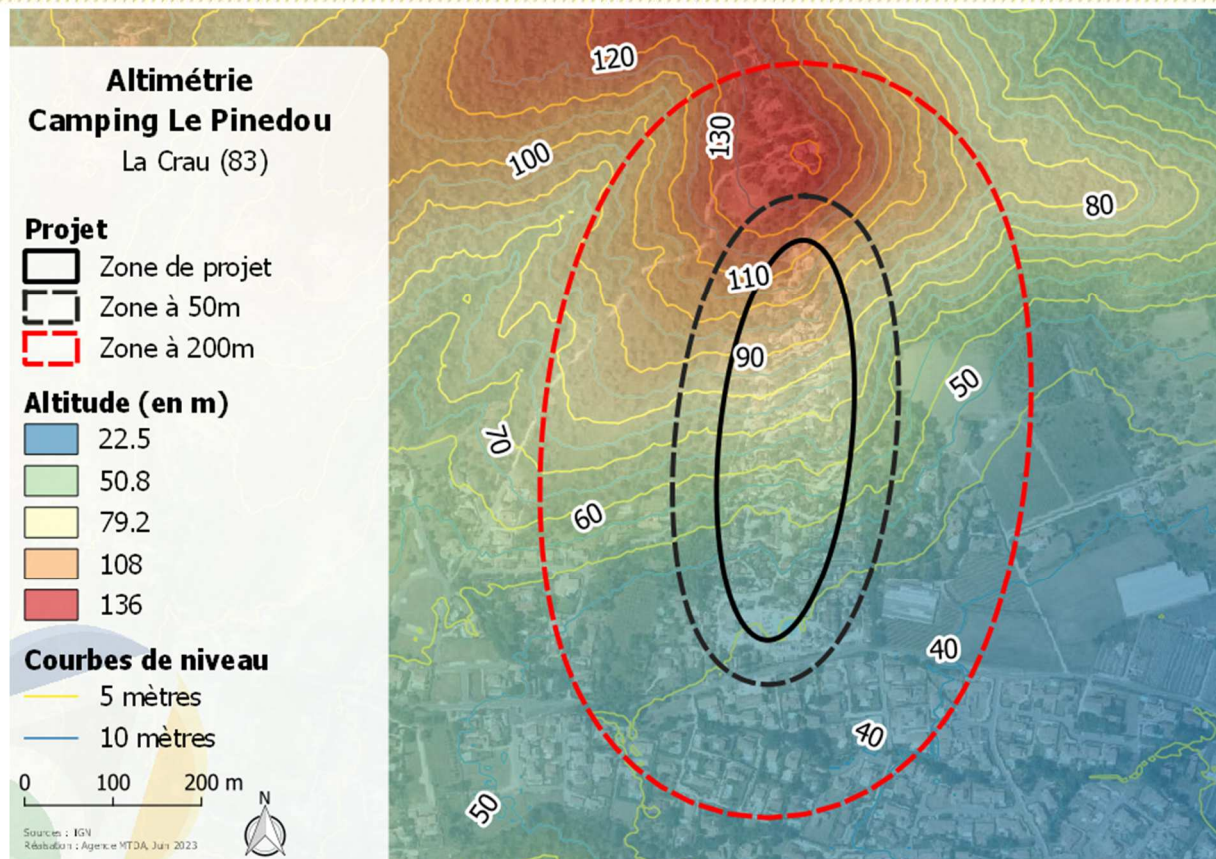 Altimétrie
Camping Le Pinedou
La Crau (83)
Projet
Zone de projet
Zone à 50m
Zone à 200m
Altitude (en m)
22.5
50.8
79.2
108
136
Courbes de niveau
5 mètres
10 mètres
0 100 200 m
N
Sources : IGN
Réalisation : Agence MTDA, Juin 2023
120
130
100
80
110
90
50
70
60
40
40
50